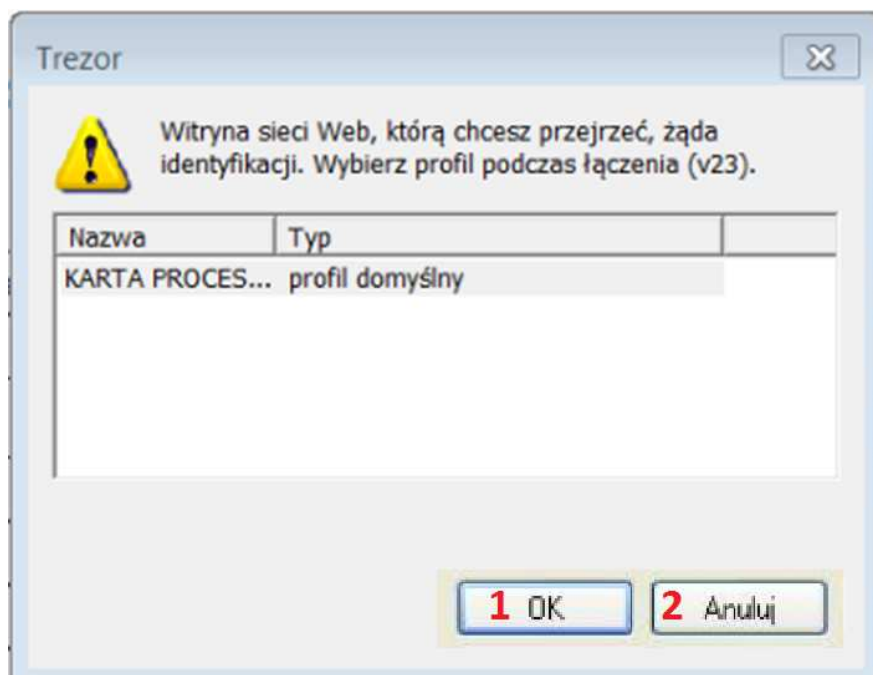 Trezor
Witryna sieci Web, którą chcesz przejrzeć, żąda
identyfikacji. Wybierz profil podczas łączenia (v23).
Nazwa Typ
KARTA PROCES... profil domyślny
1 OK 2 Anuluj